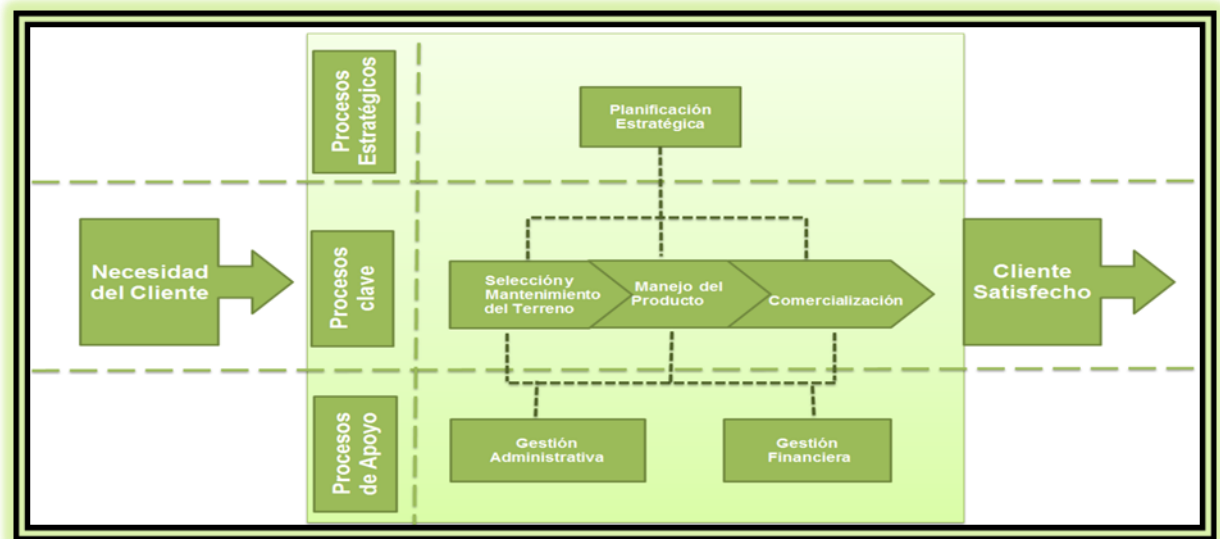 Procesos
Estratégicos
Planificación
Estratégica
Necesidad
del Cliente
Procesos
clave
Selección y
Mantenimiento
del Terreno
Manejo del
Producto
Comercialización
Cliente
Satisfecho
Procesos
de Apoyo
Gestión
Administrativa
Gestión
Financiera